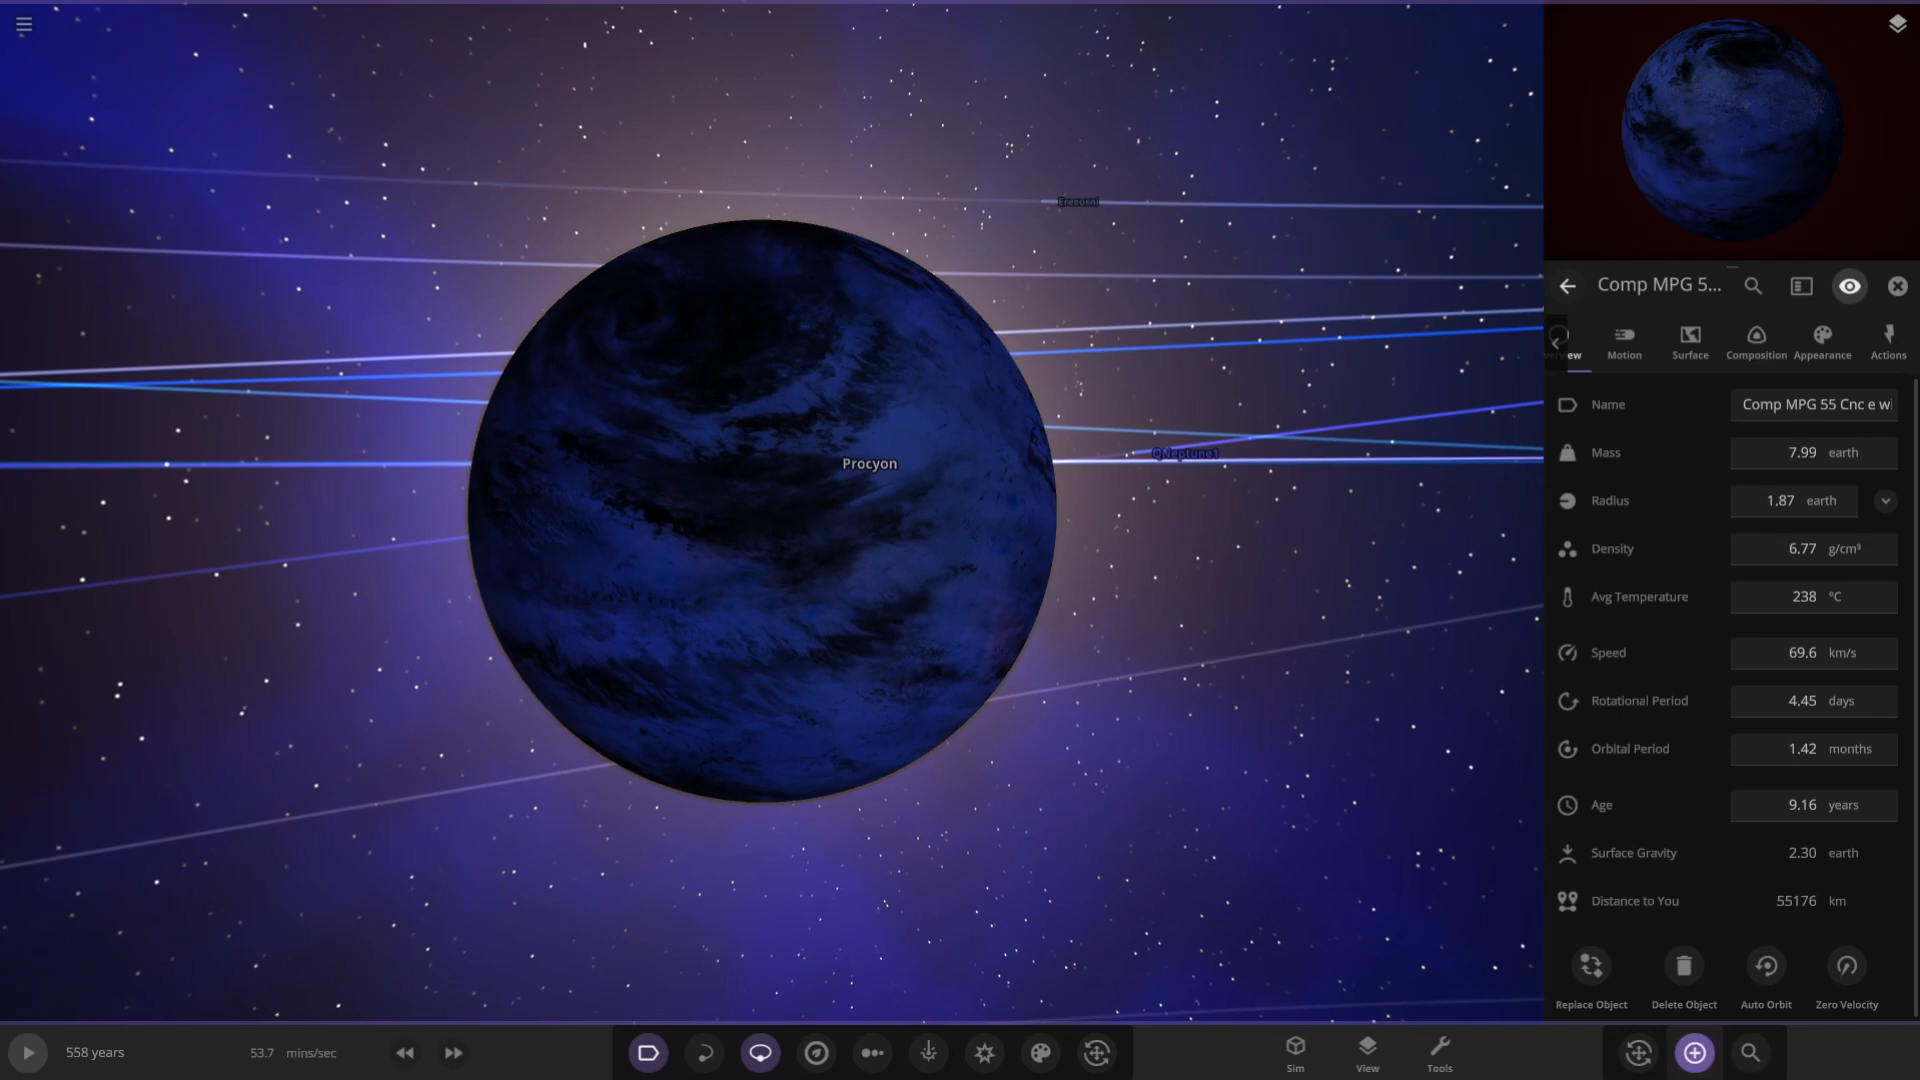 Erecurnt
Procyon
QNeptune1
Comp MPG 5...
ew
Motion
Surface
Composition
Appearance
Actions
Name
Comp MPG 55 Cnc e w
Mass
7.99 earth
Radius
1.87 earth
Density
6.77 g/cm³
Avg Temperature
238 °C
Speed
69.6 km/s
Rotational Period
4.45 days
Orbital Period
1.42 months
Age
9.16 years
Surface Gravity
2.30 earth
Distance to You
55176 km
Replace Object
Delete Object
Auto Orbit
Zero Velocity
558 years
53.7 mins/sec
Sim
View
Tools